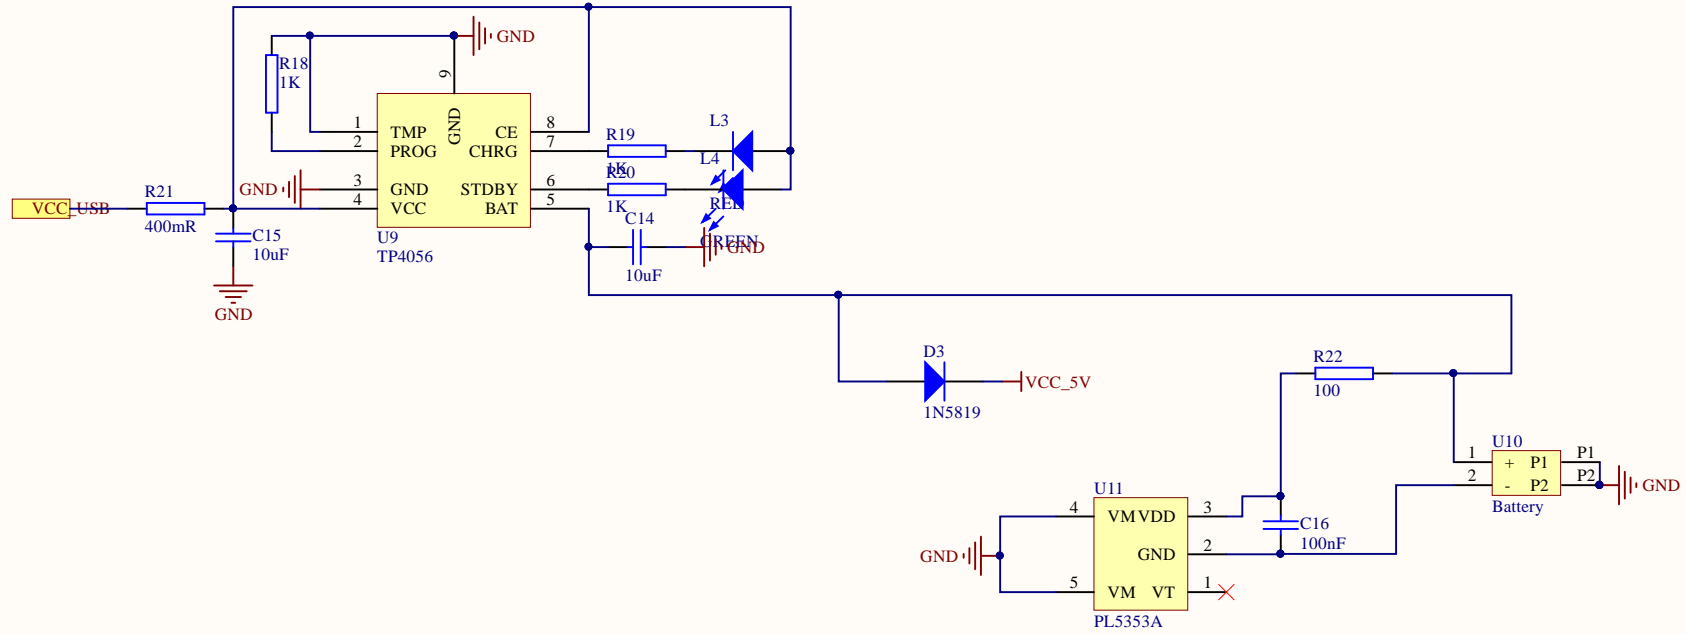 GND
R18
1K
9
GND
1
TMP
CE
8
2
PROG
CHRG
7
3
GND
STDBY
6
4
VCC
BAT
5
U9
TP4056
GND
VCC_USB
R21
400mR
C15
10uF
GND
R19
1K
L3
RED
R20
1K
L4
GREEN
C14
10uF
GND
D3
1N5819
VCC_5V
R22
100
U10
1
+
P1
P1
2
-
P2
P2
Battery
GND
U11
4
VM
VDD
3
GND
2
5
VM
VT
1
PL5353A
GND
C16
100nF